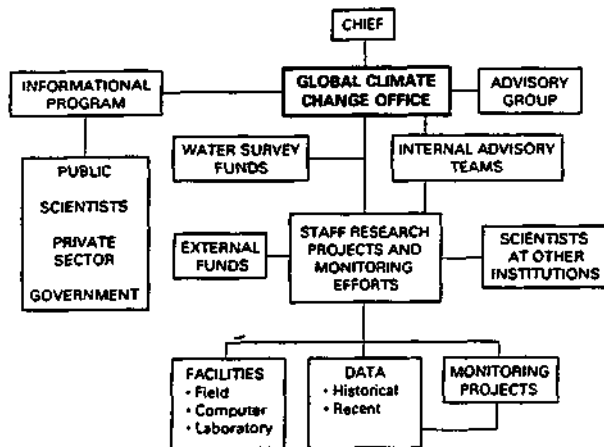 CHIEF
INFORMATIONAL
PROGRAM
GLOBAL CLIMATE
CHANGE OFFICE
ADVISORY
GROUP
PUBLIC
SCIENTISTS
PRIVATE
SECTOR
GOVERNMENT
WATER SURVEY
FUNDS
INTERNAL ADVISORY
TEAMS
EXTERNAL
FUNDS
STAFF RESEARCH
PROJECTS AND
MONITORING
EFFORTS
SCIENTISTS
AT OTHER
INSTITUTIONS
FACILITIES
• Field
• Computer
• Laboratory
DATA
• Historical
• Recent
MONITORING
PROJECTS